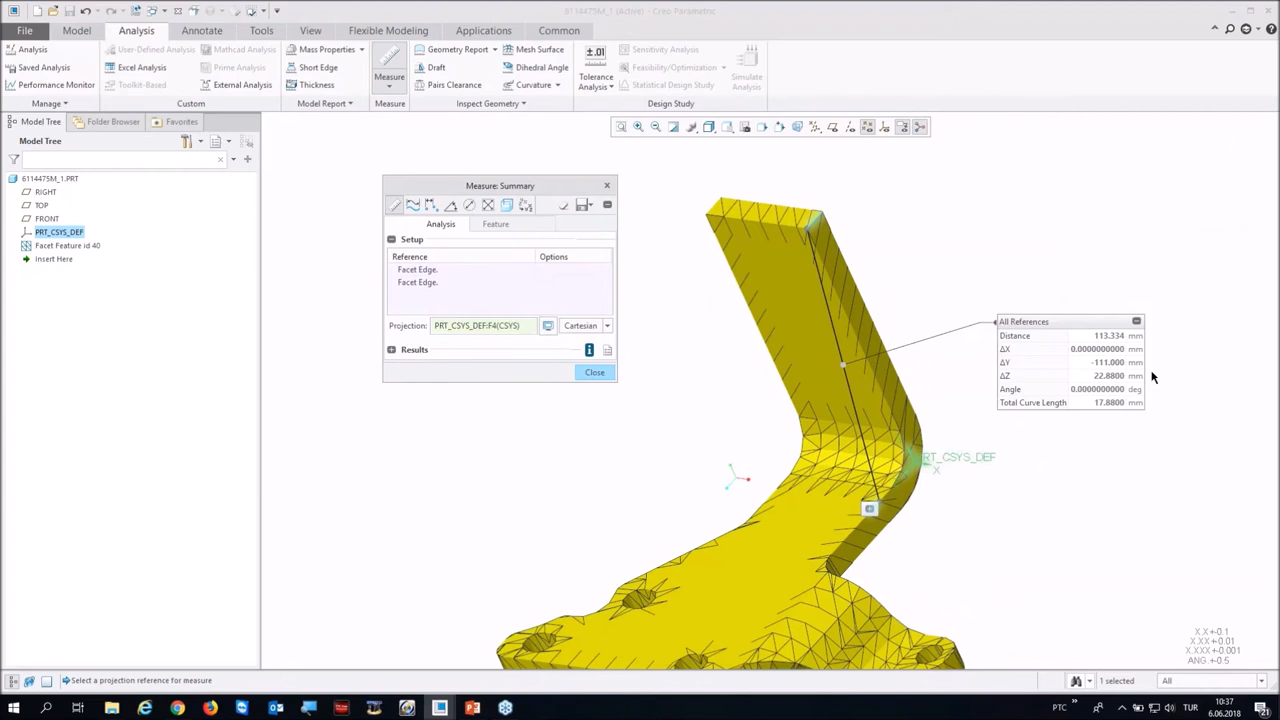 6114475M_1 (Active) - Creo Parametric
File Model Analysis Annotate Tools View Flexible Modeling Applications Common
Analysis User-Defined Analysis Mathcad Analysis Mass Properties Geometry Report Mesh Surface Sensitivity Analysis
Saved Analysis Excel Analysis Prime Analysis Short Edge Draft Dihedral Angle Feasibility/Optimization
Performance Monitor Toolkit-Based External Analysis Thickness Pairs Clearance Curvature Statistical Design Study
Measure
±.01
Tolerance
Analysis
Simulate
Analysis
Manage Custom Model Report Measure Inspect Geometry Design Study
Model Tree Folder Browser Favorites
Model Tree
6114475M_1.PRT
RIGHT
TOP
FRONT
PRT_CSYS_DEF
Facet Feature id 40
Insert Here
Measure: Summary
Analysis Feature
Setup
Reference Options
Facet Edge.
Facet Edge.
Projection: PRT_CSYS_DEF:F4(CSYS) Cartesian
Results
Close
All References
Distance 113.334 mm
ΔX 0.0000000000 mm
ΔY -111.000 mm
ΔZ 22.8800 mm
Angle 0.0000000000 deg
Total Curve Length 17.8800 mm
PRT_CSYS_DEF
X
X.X+-0.1
X.XX+-0.01
X.XXX+-0.001
ANG.+-0.5
Select a projection reference for measure 1 selected All
PTC TUR 10:37
6.06.2018 21